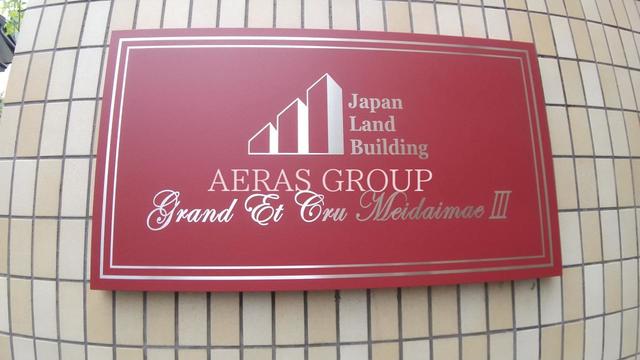 Japan
Land
Building
AERAS GROUP
Grand Et Cru Meidaimae III